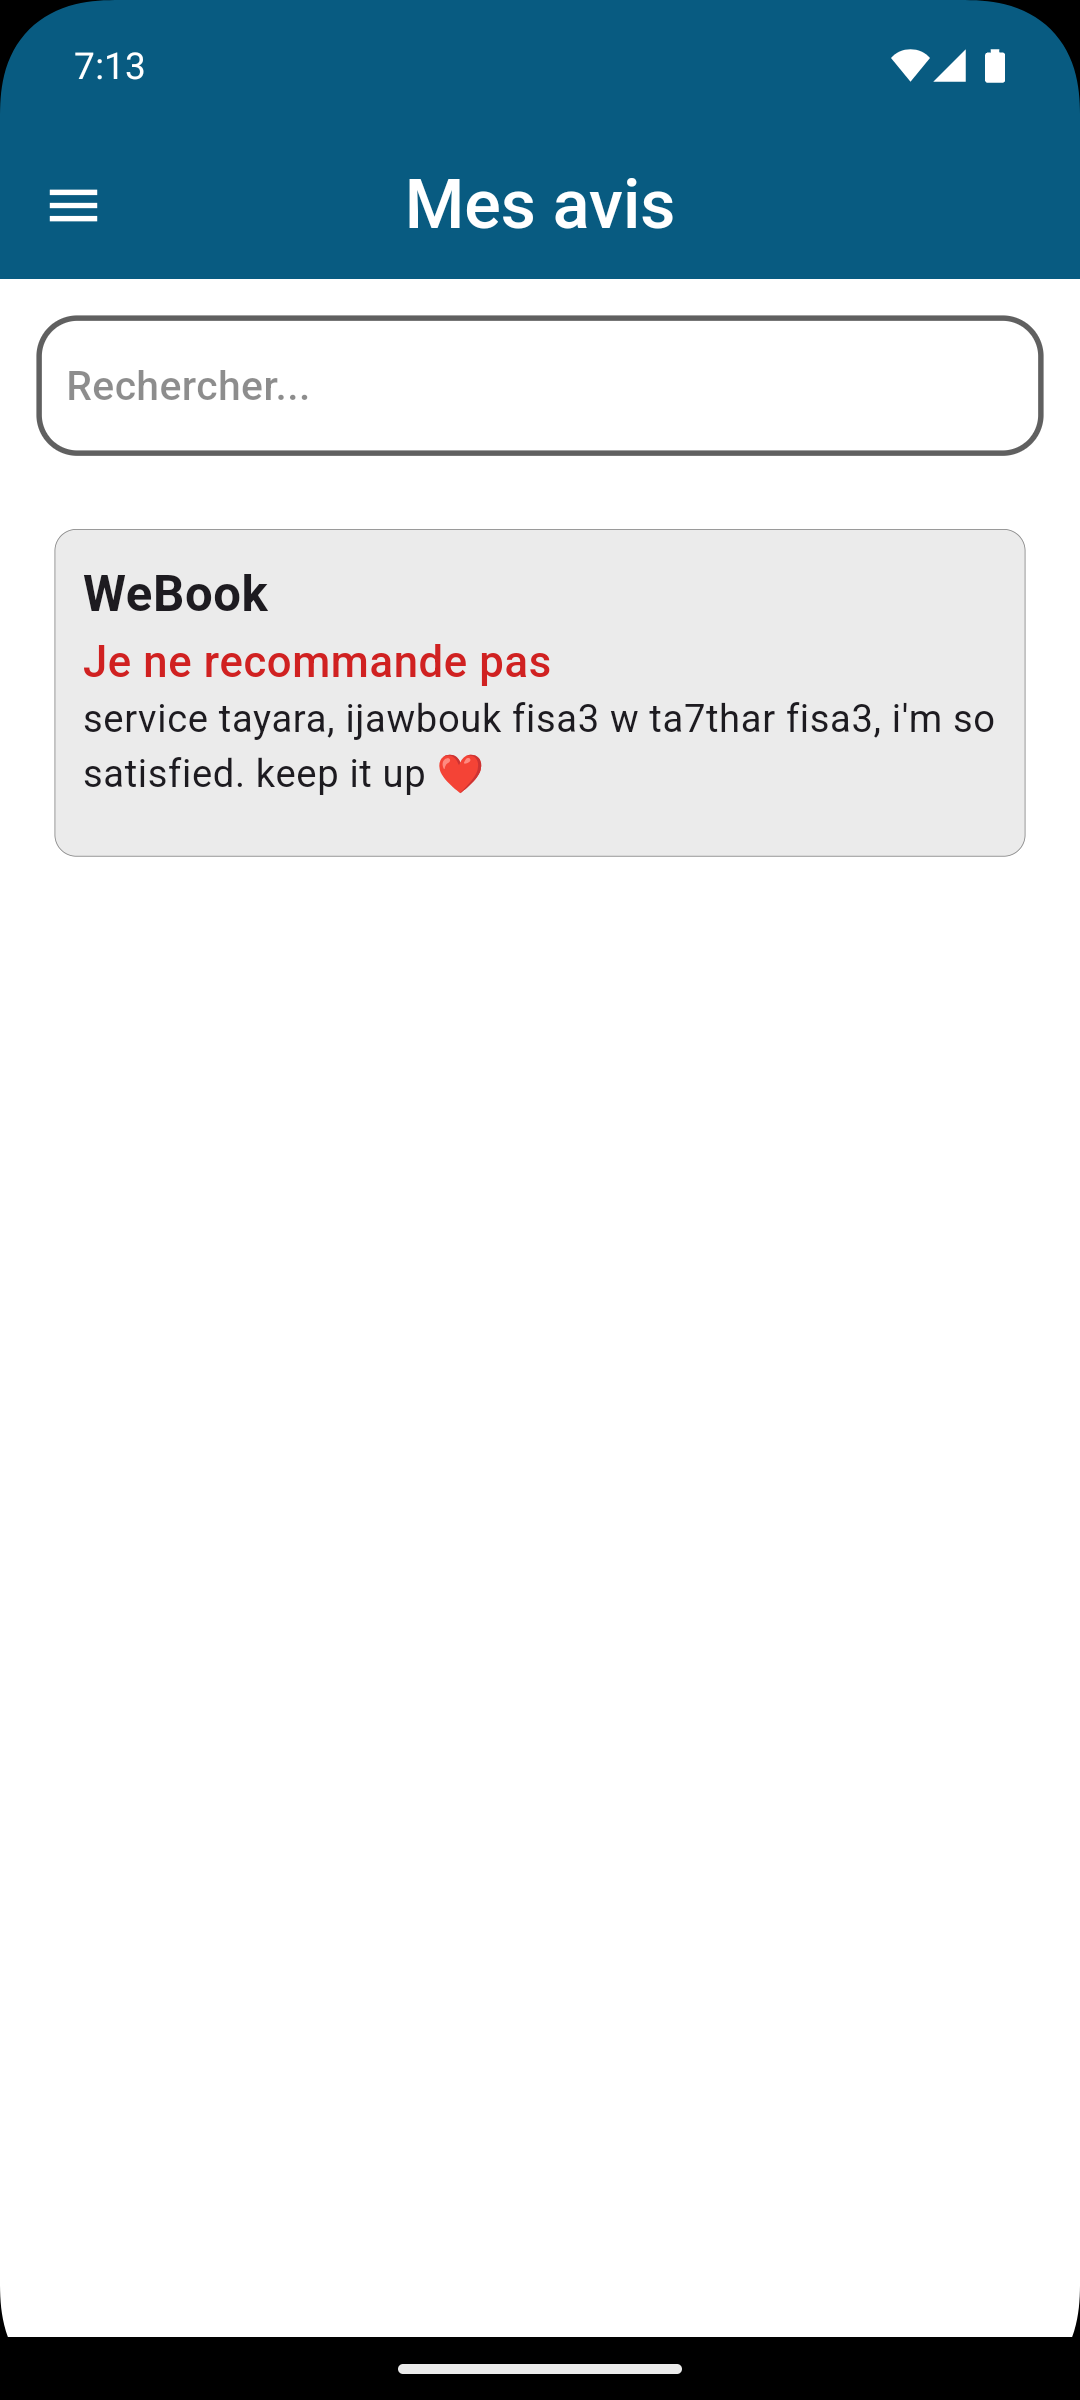 7:13
Mes avis
Rechercher...
WeBook
Je ne recommande pas
service tayara, ijawbouk fisa3 w ta7thar fisa3, i'm so
satisfied. keep it up ❤️